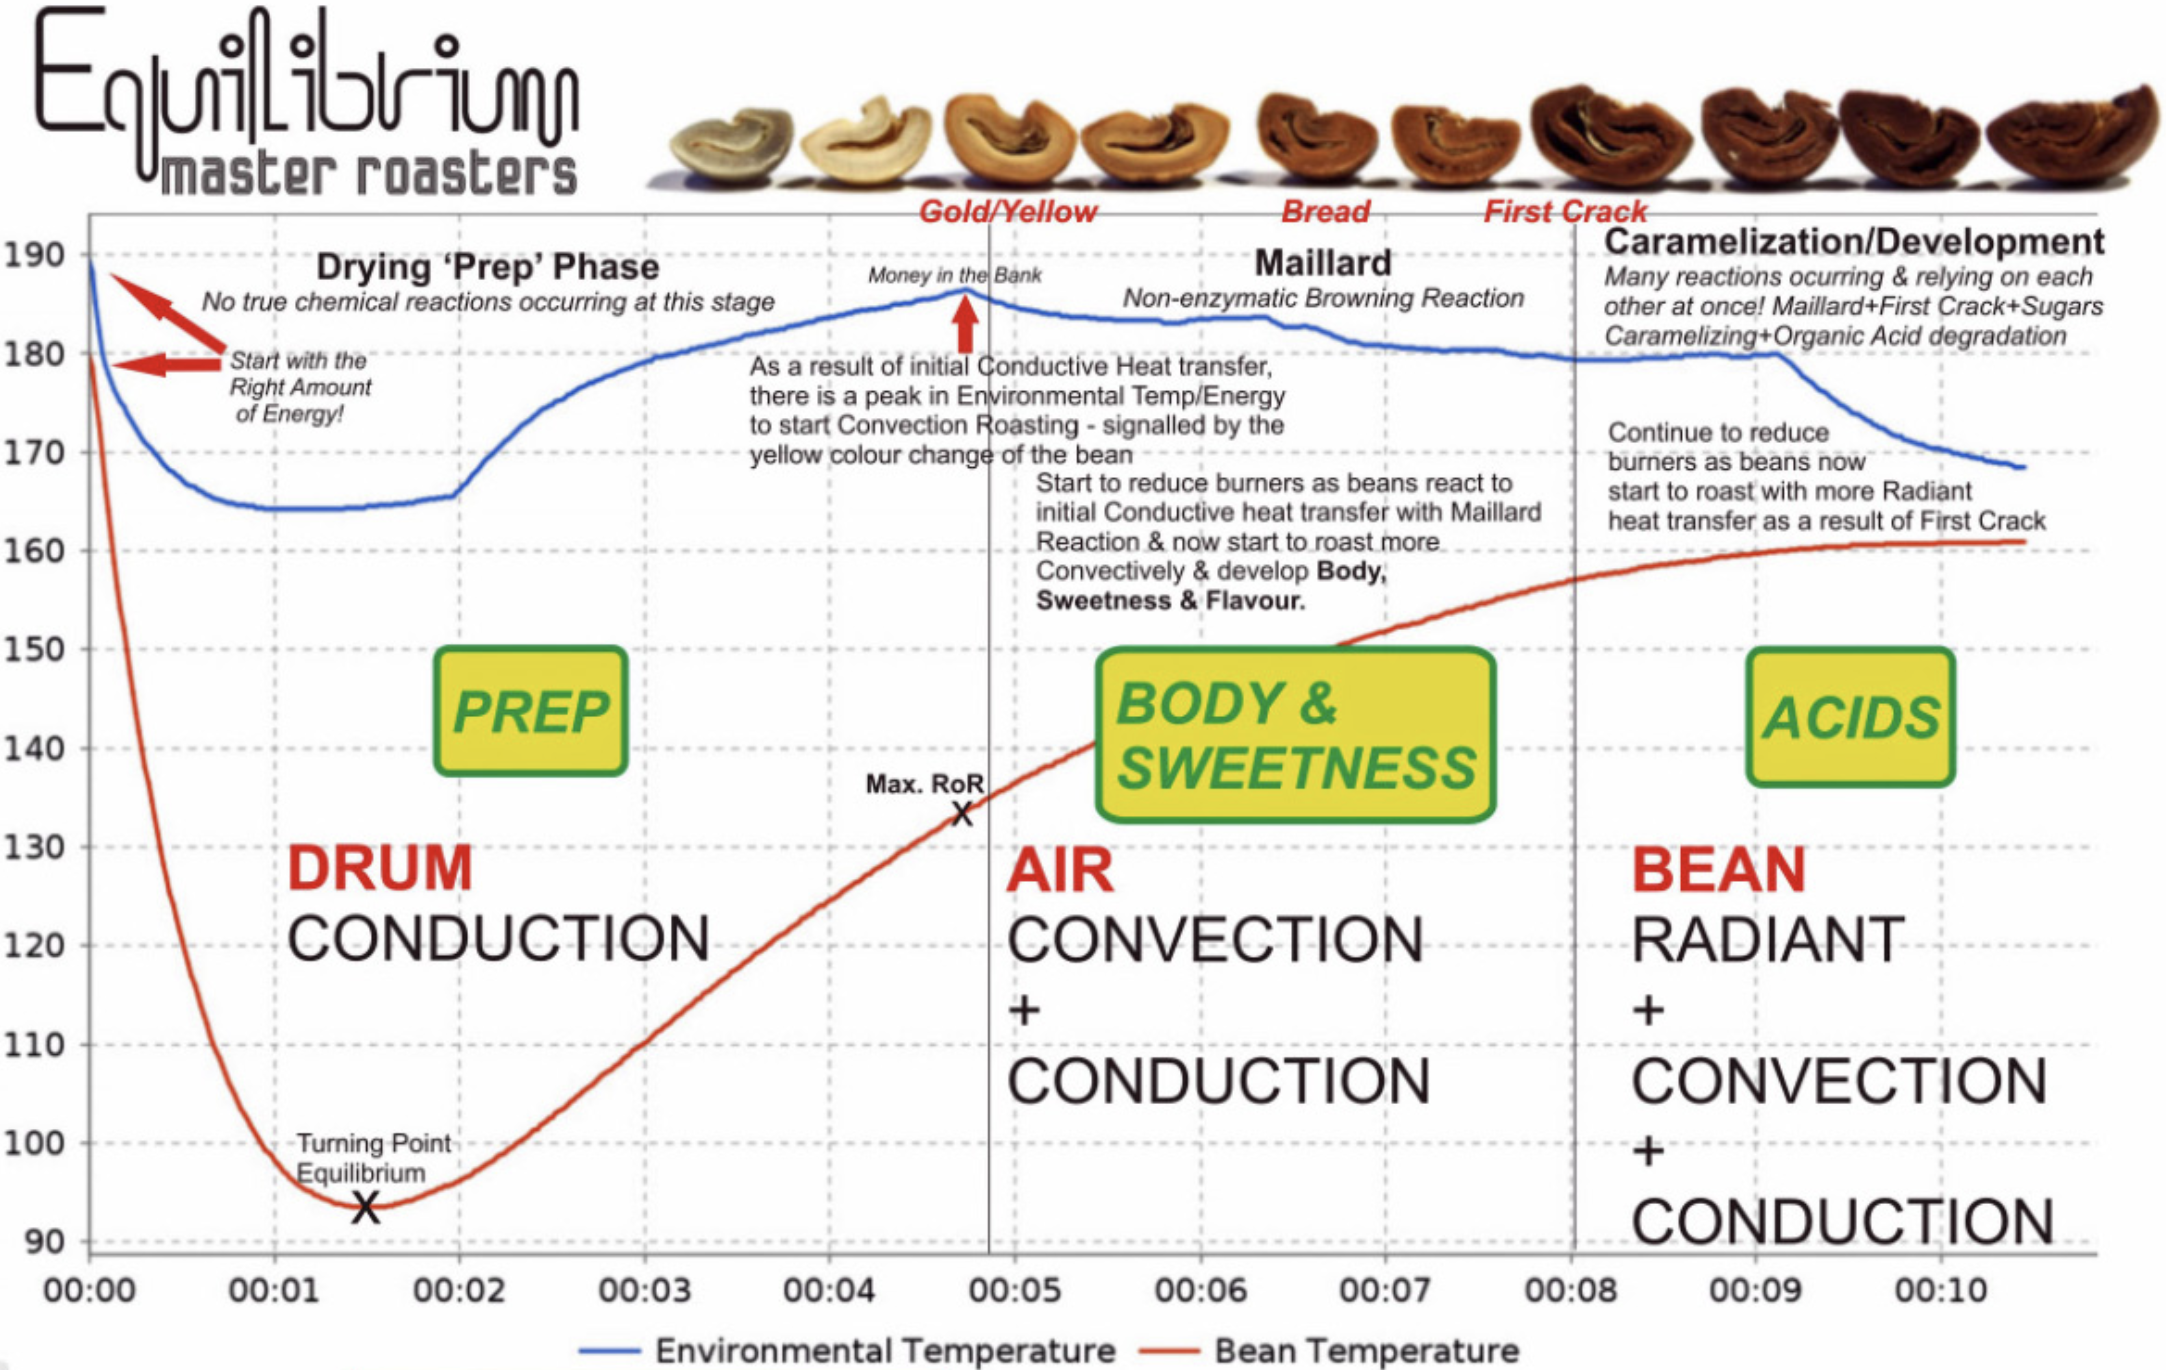 Equilibrium
master roasters
Gold/Yellow
Bread
First Crack
Drying ‘Prep’ Phase
No true chemical reactions occurring at this stage
Start with the
Right Amount
of Energy!
Money in the Bank
As a result of initial Conductive Heat transfer,
there is a peak in Environmental Temp/Energy
to start Convection Roasting - signalled by the
yellow colour change of the bean
Maillard
Non-enzymatic Browning Reaction
Start to reduce burners as beans react to
initial Conductive heat transfer with Maillard
Reaction & now start to roast more
Convectively & develop Body,
Sweetness & Flavour.
Caramelization/Development
Many reactions ocurring & relying on each
other at once! Maillard+First Crack+Sugars
Caramelizing+Organic Acid degradation
Continue to reduce
burners as beans now
start to roast with more Radiant
heat transfer as a result of First Crack
PREP
BODY &
SWEETNESS
ACIDS
Max. RoR
X
DRUM
CONDUCTION
AIR
CONVECTION
+
CONDUCTION
BEAN
RADIANT
+
CONVECTION
+
CONDUCTION
Turning Point
Equilibrium
X
190
180
170
160
150
140
130
120
110
100
90
00:00 00:01 00:02 00:03 00:04 00:05 00:06 00:07 00:08 00:09 00:10
Environmental Temperature Bean Temperature